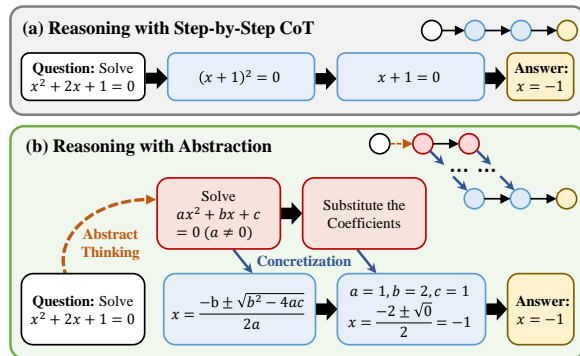 (a) Reasoning with Step-by-Step CoT
Question: Solve
x² + 2x + 1 = 0
(x + 1)² = 0
x + 1 = 0
Answer:
x = −1
(b) Reasoning with Abstraction
... ...
Abstract
Thinking
Solve
ax² + bx + c
= 0 (a ≠ 0)
Substitute the
Coefficients
Concretization
Question: Solve
x² + 2x + 1 = 0
x = (−b ± √(b² − 4ac)) / 2a
a = 1, b = 2, c = 1
x = (−2 ± √0) / 2 = −1
Answer:
x = −1